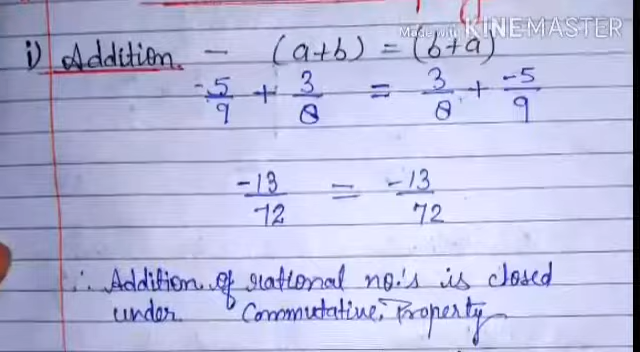 Made with KINEMASTER
i) Addition. - (a+b) = (b+a)
-5/9 + 3/8 = 3/8 + -5/9
-13/72 = -13/72
∴ Addition of rational no.'s is closed
under Commutative Property